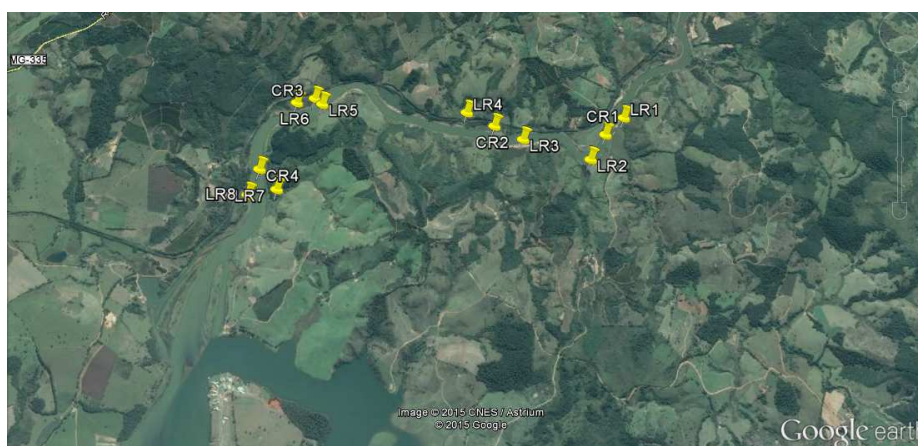 MG-335
CR3
LR6
LR5
LR4
CR2
LR3
CR1
LR1
LR2
LR8
LR7
CR4
Image © 2015 CNES / Astrium
© 2015 Google
Google eart